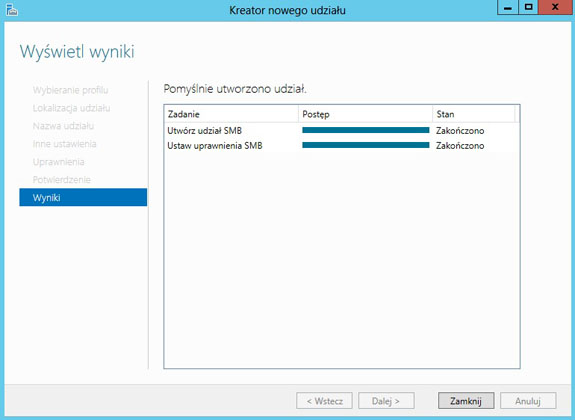 Kreator nowego udziału
Wyświetl wyniki
Wybieranie profilu
Lokalizacja udziału
Nazwa udziału
Inne ustawienia
Uprawnienia
Potwierdzenie
Wyniki
Pomyślnie utworzono udział.
Zadanie Postęp Stan
Utwórz udział SMB Zakończono
Ustaw uprawnienia SMB Zakończono
< Wstecz Dalej > Zamknij Anuluj